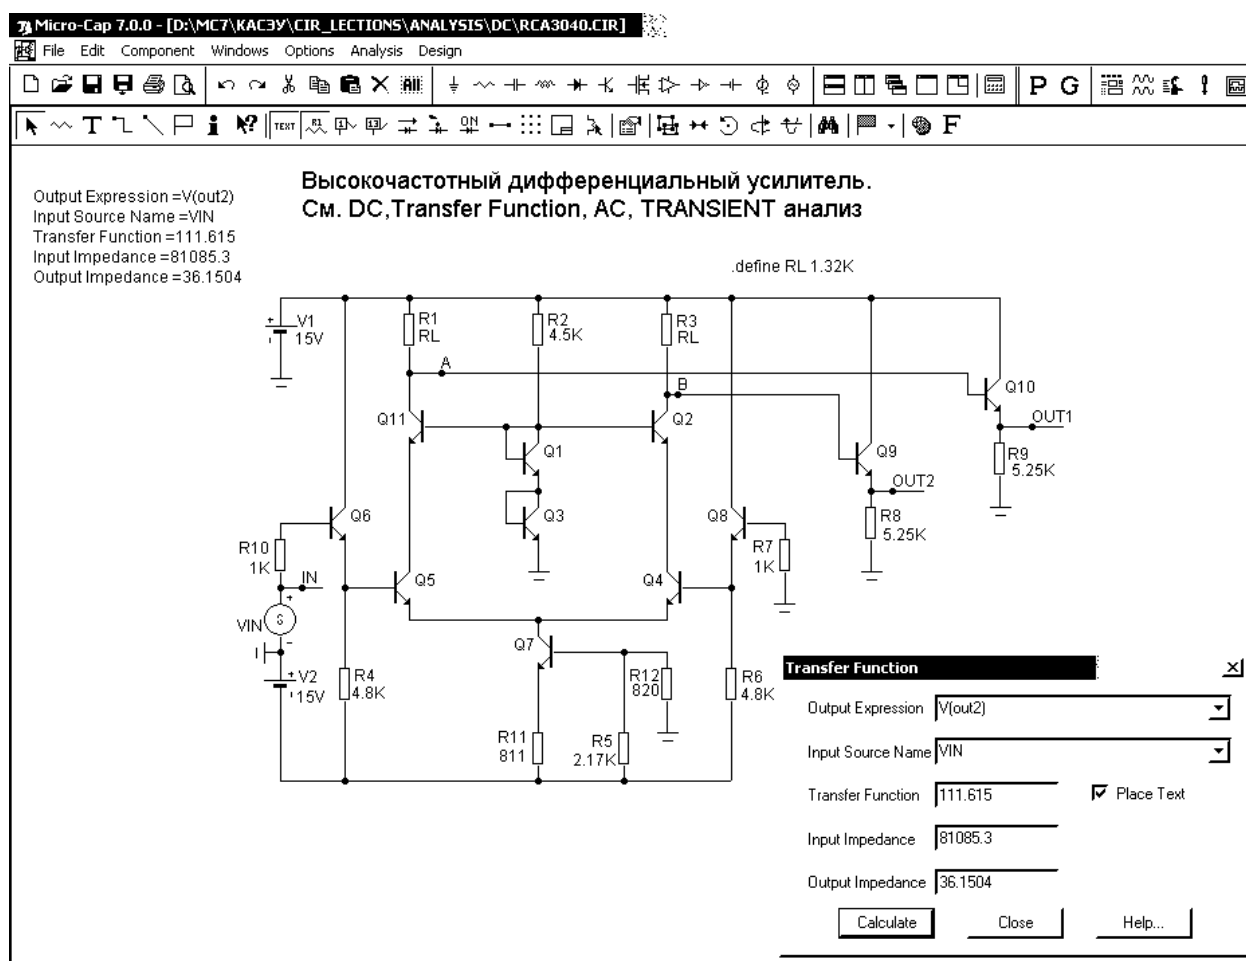 Micro-Cap 7.0.0 - [D:\MC7\КАСЭУ\CIR_LECTIONS\ANALYSIS\DC\RCA3040.CIR]
File Edit Component Windows Options Analysis Design
All P G
T TEXT R1 13 ON F
Output Expression =V(out2)
Input Source Name =VIN
Transfer Function =111.615
Input Impedance =81085.3
Output Impedance =36.1504
Высокочастотный дифференциальный усилитель.
См. DC,Transfer Function, AC, TRANSIENT анализ
.define RL 1.32K
V1
15V
R1
RL
R2
4.5K
R3
RL
A
B
Q11
Q2
Q10
OUT1
Q1
Q9
R9
5.25K
OUT2
Q6
Q3
Q8
R8
5.25K
R10
1K
R7
1K
IN
Q5
Q4
VIN
S
Q7
V2
15V
R4
4.8K
R12
820
R6
4.8K
R11
811
R5
2.17K
Transfer Function
Output Expression V(out2)
Input Source Name VIN
Transfer Function 111.615 Place Text
Input Impedance 81085.3
Output Impedance 36.1504
Calculate Close Help...